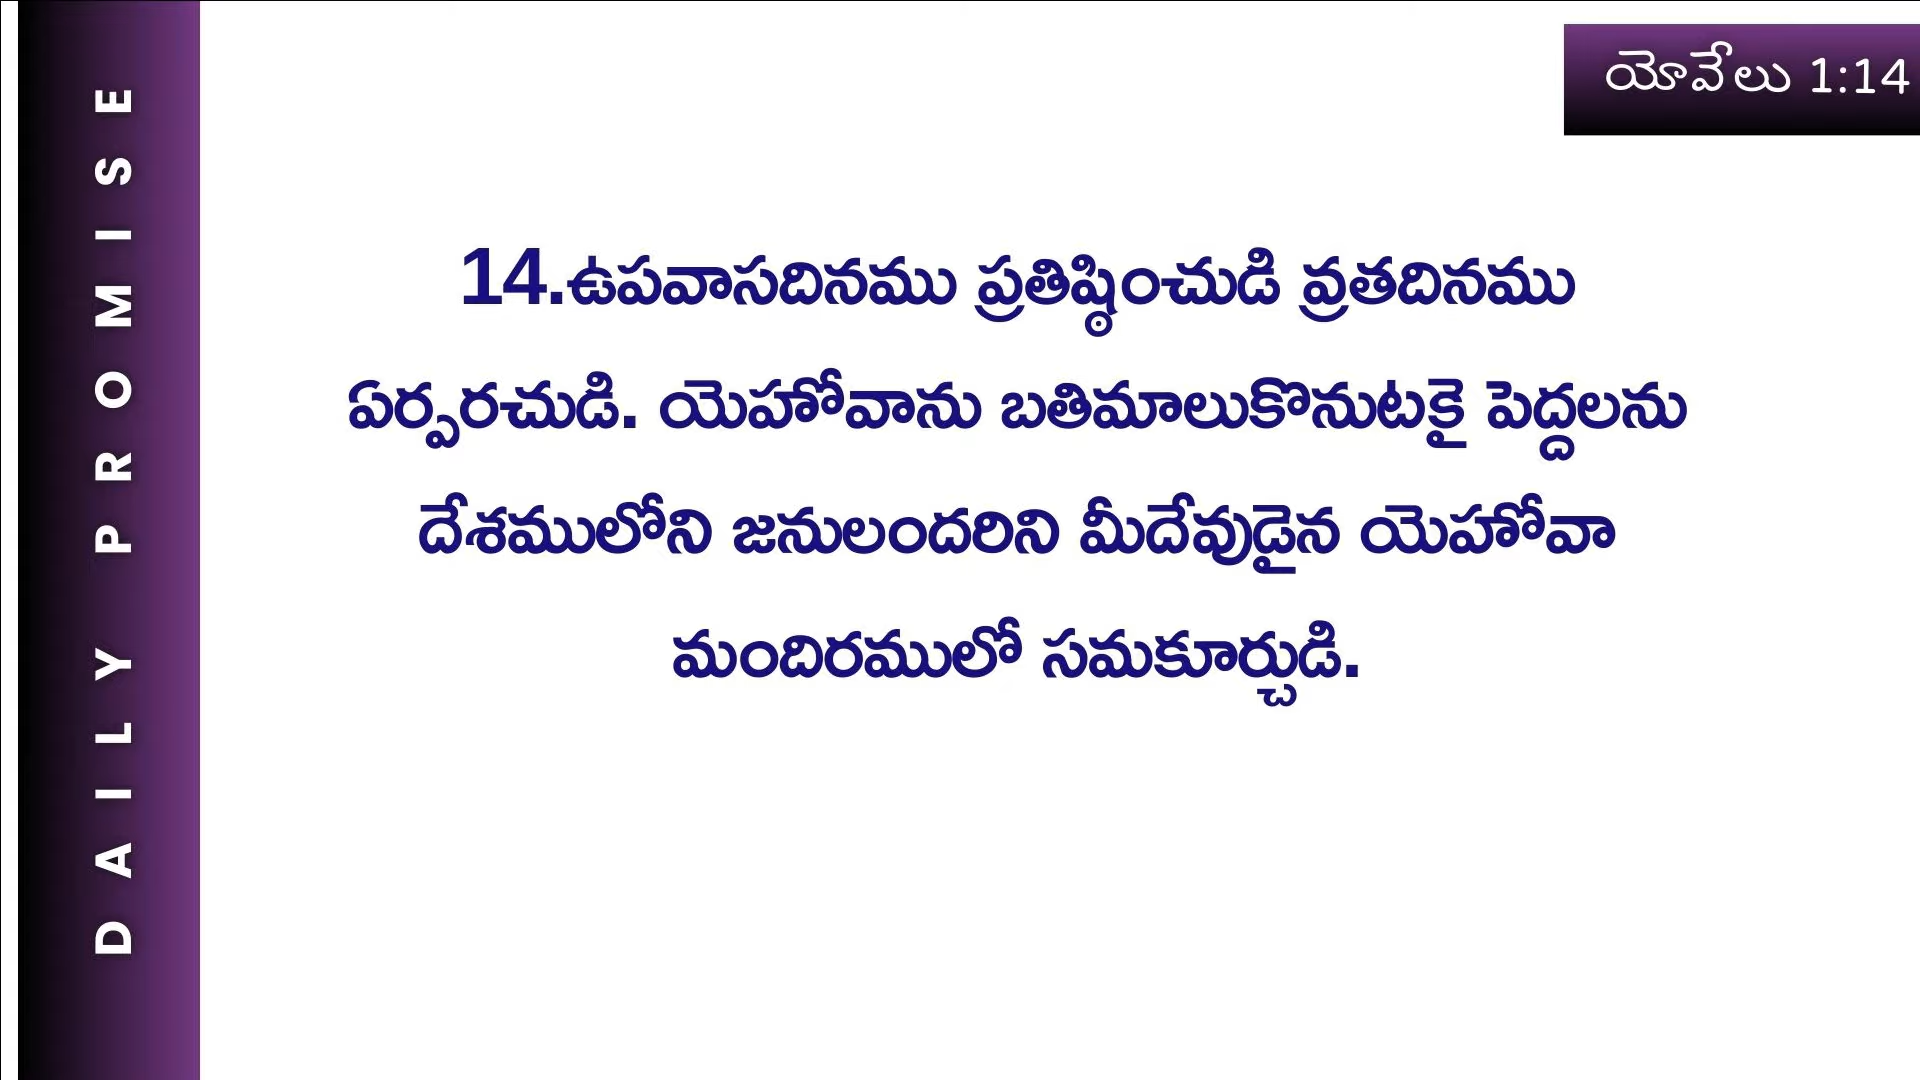 DAILY PROMISE
యోవేలు 1:14
14.ఉపవాసదినము ప్రతిష్ఠించుడి వ్రతదినము
ఏర్పరచుడి. యెహోవాను బతిమాలుకొనుటకై పెద్దలను
దేశములోని జనులందరిని మీదేవుడైన యెహోవా
మందిరములో సమకూర్చుడి.